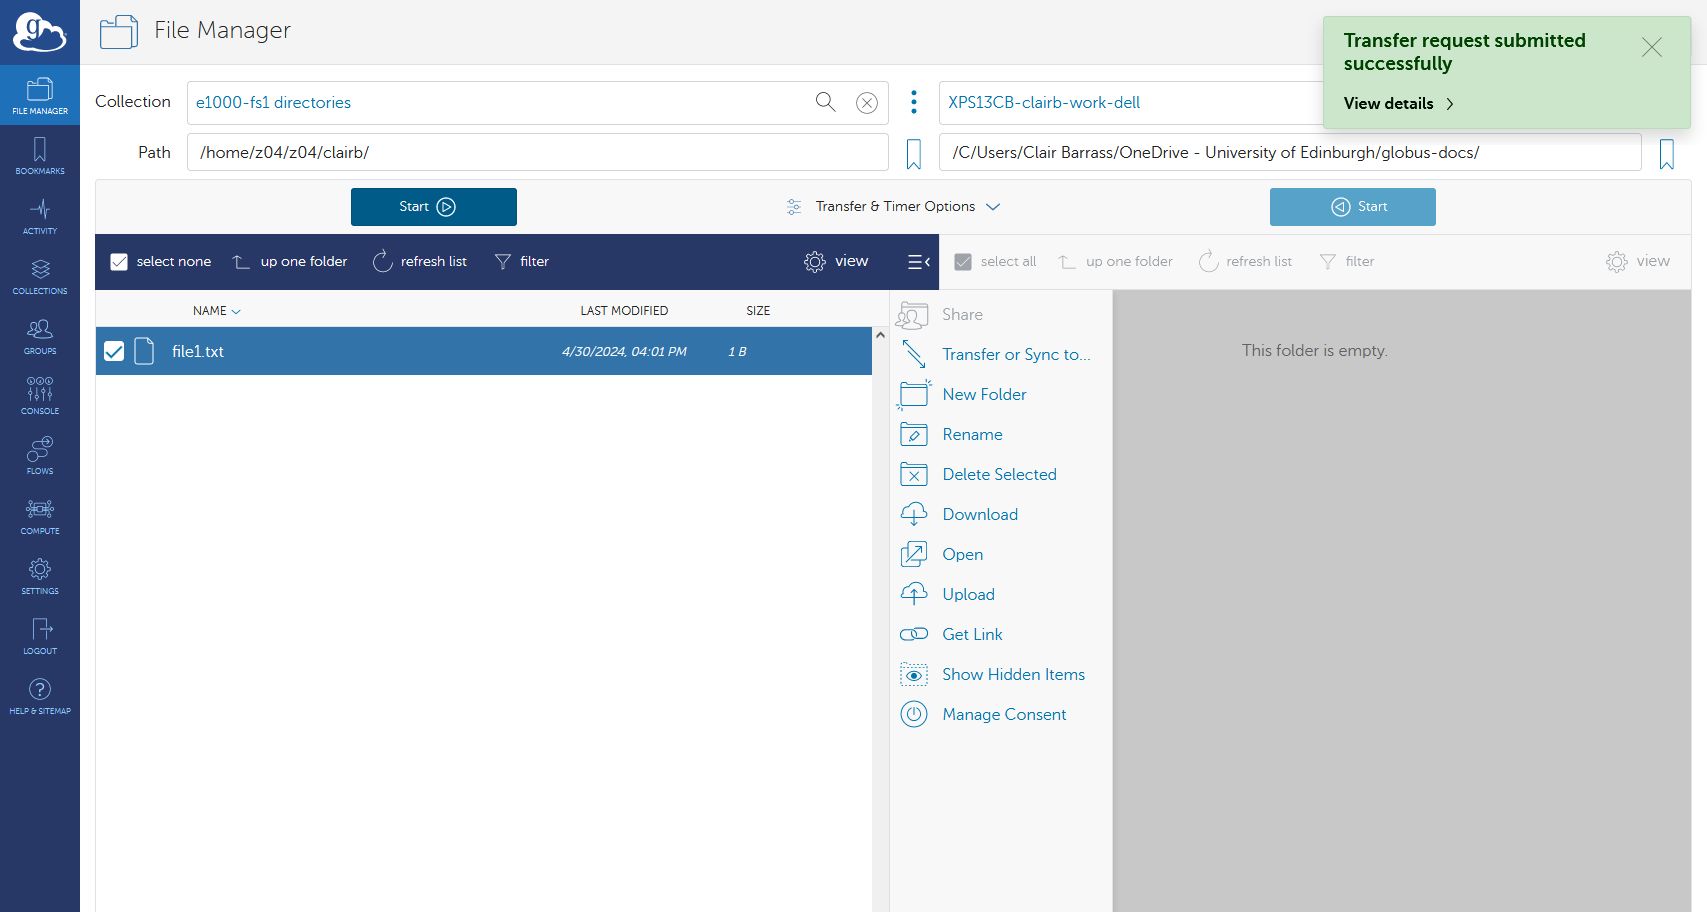 g
File Manager
Transfer request submitted
successfully
View details
FILE MANAGER
BOOKMARKS
ACTIVITY
COLLECTIONS
GROUPS
CONSOLE
FLOWS
COMPUTE
SETTINGS
LOGOUT
?
HELP & SITEMAP
Collection
e1000-fs1 directories
XPS13CB-clairb-work-dell
Path
/home/z04/z04/clairb/
/C/Users/Clair Barrass/OneDrive - University of Edinburgh/globus-docs/
Start
Transfer & Timer Options
Start
select none
up one folder
refresh list
filter
view
select all
up one folder
refresh list
filter
view
NAME
LAST MODIFIED
SIZE
file1.txt
4/30/2024, 04:01 PM
1 B
Share
Transfer or Sync to...
New Folder
Rename
Delete Selected
Download
Open
Upload
Get Link
Show Hidden Items
Manage Consent
This folder is empty.